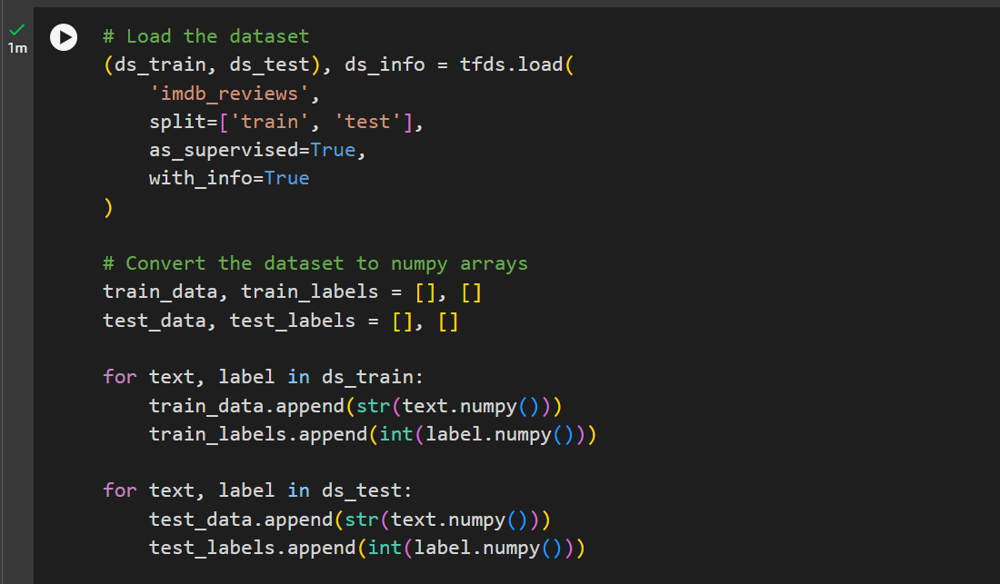 1m
# Load the dataset
(ds_train, ds_test), ds_info = tfds.load(
    'imdb_reviews',
    split=['train', 'test'],
    as_supervised=True,
    with_info=True
)

# Convert the dataset to numpy arrays
train_data, train_labels = [], []
test_data, test_labels = [], []

for text, label in ds_train:
    train_data.append(str(text.numpy()))
    train_labels.append(int(label.numpy()))

for text, label in ds_test:
    test_data.append(str(text.numpy()))
    test_labels.append(int(label.numpy()))